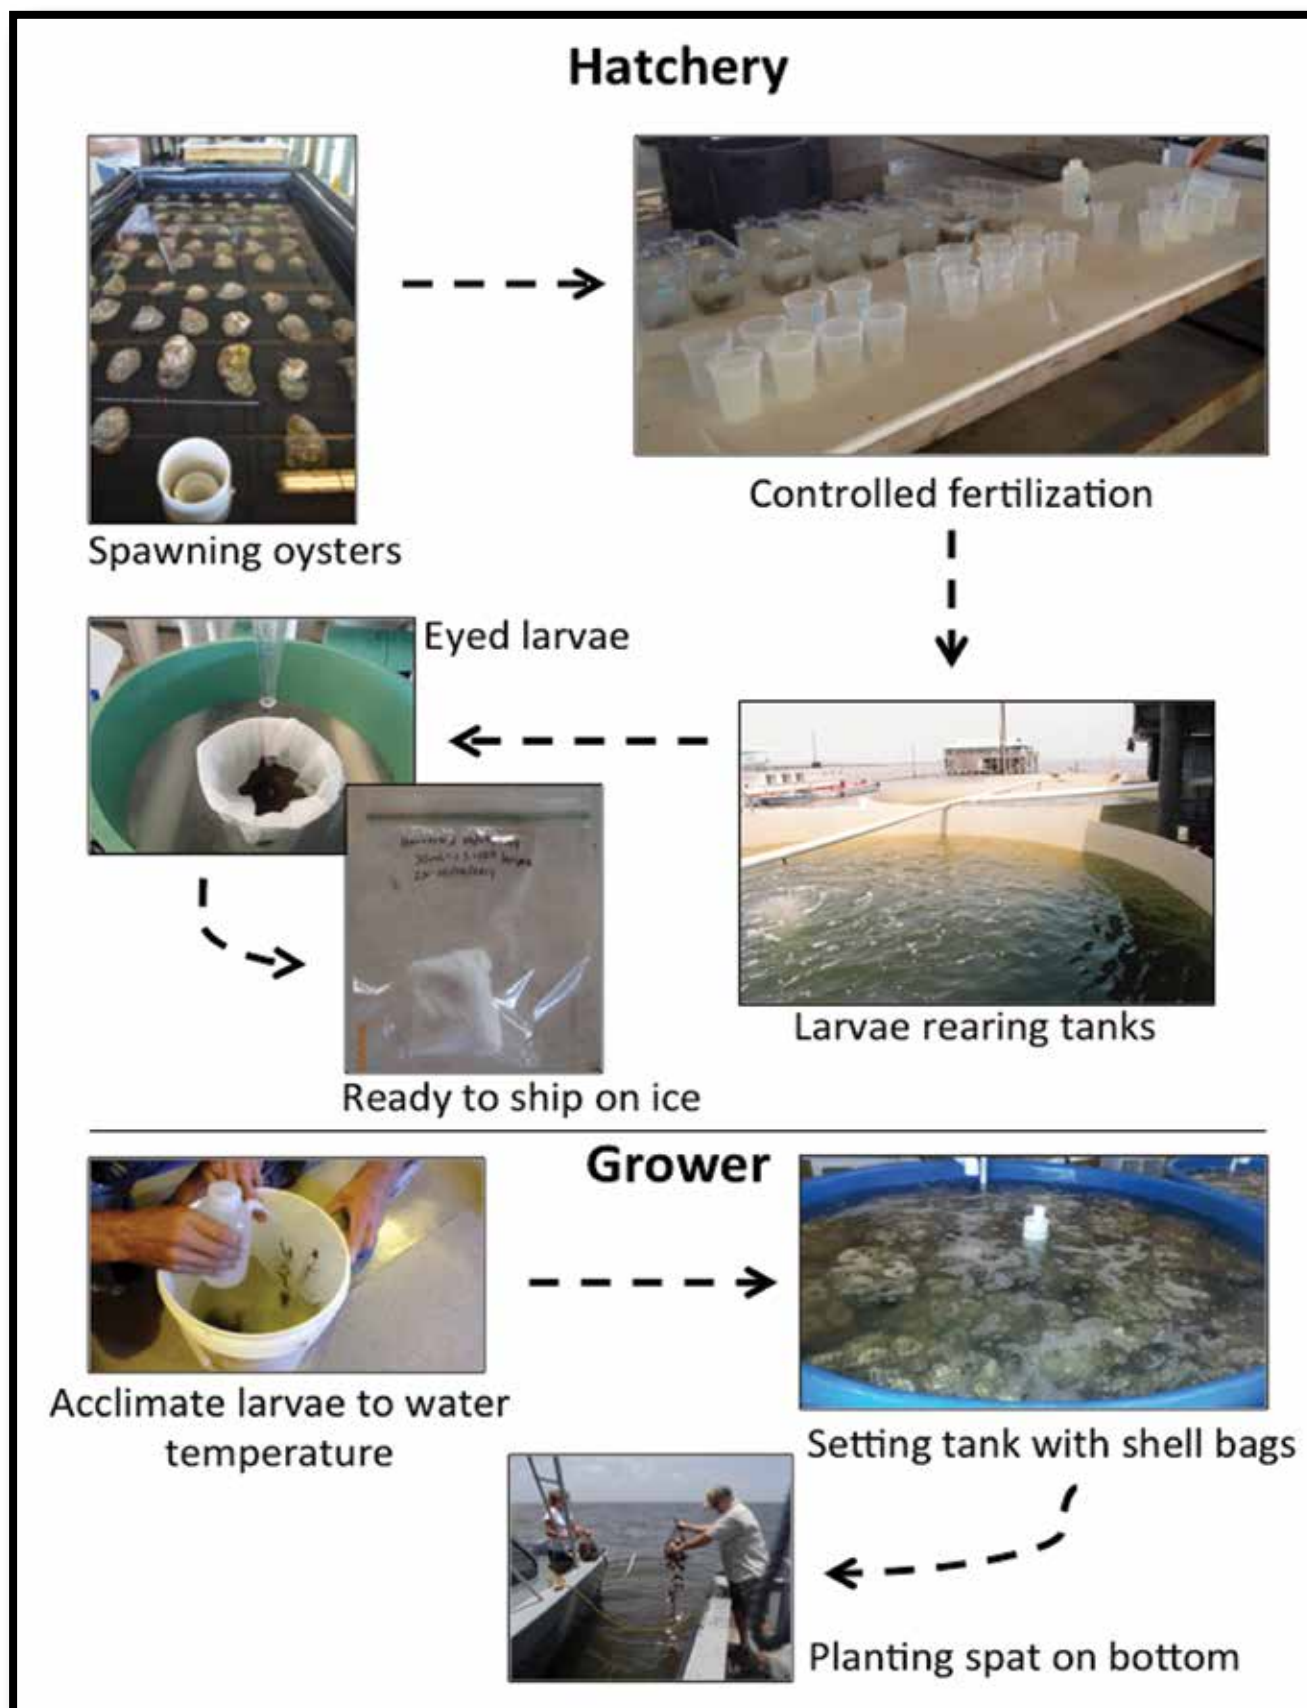 Hatchery
Spawning oysters
Controlled fertilization
Eyed larvae
Larvae rearing tanks
Ready to ship on ice
Grower
Acclimate larvae to water
temperature
Setting tank with shell bags
Planting spat on bottom